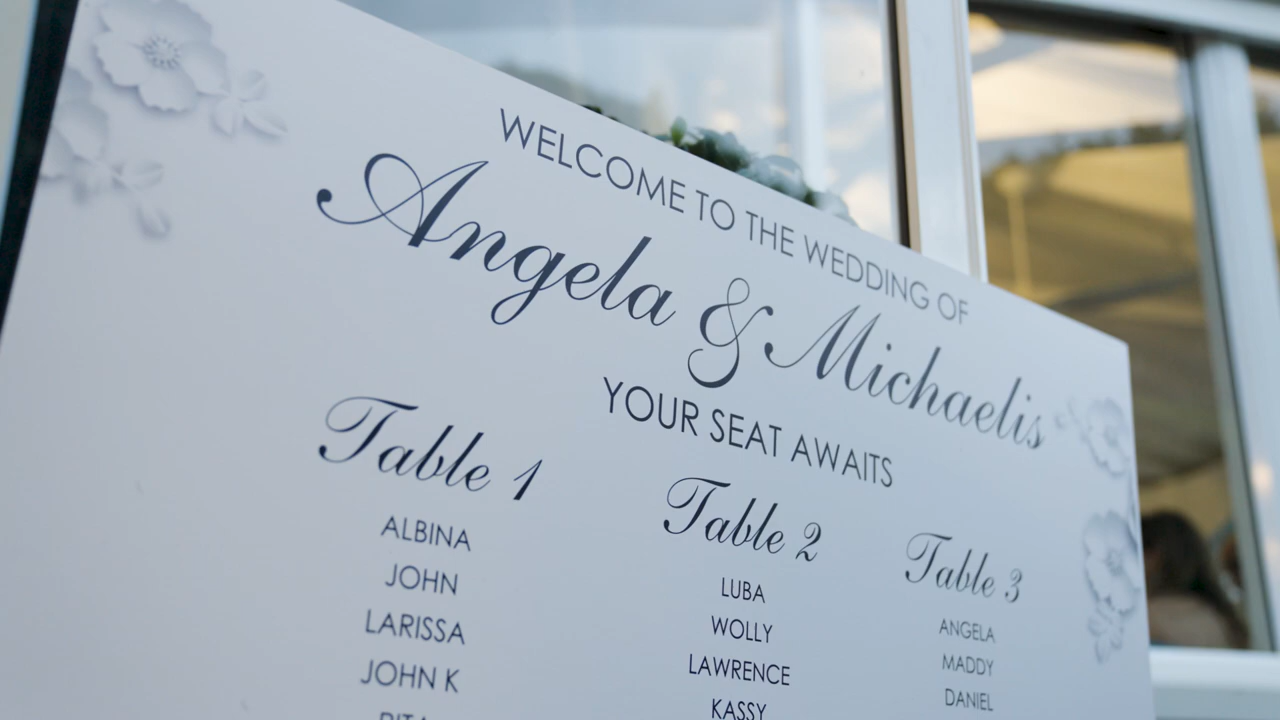 WELCOME TO THE WEDDING OF
Angela & Michaelis
YOUR SEAT AWAITS
Table 1
ALBINA
JOHN
LARISSA
JOHN K
Table 2
LUBA
WOLLY
LAWRENCE
KASSY
Table 3
ANGELA
MADDY
DANIEL